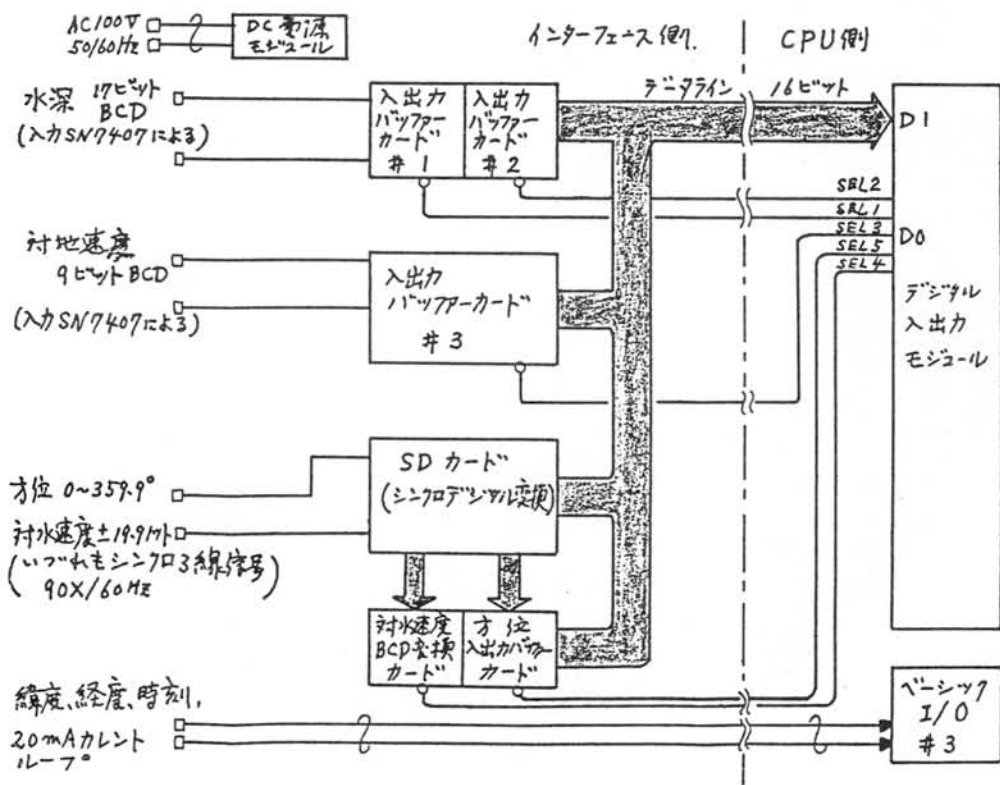 AC100V
50/60Hz
DC電源
モジュール
インターフェース側.
CPU側
水深 17ビット
BCD
(入力SN7407による)
入出力
バッファー
カード
#1
入出力
バッファー
カード
#2
データライン
16ビット
DI
SEL2
SEL1
SEL3
SEL5
SEL4
DO
デジタル
入出力
モジュール
対地速度
9ビットBCD
(入力SN7407による)
入出力
バッファーカード
#3
方位 0~359.9°
対水速度±19.9ノット
(いづれもシンクロ3線信号)
90X/60Hz
SDカード
(シンクロデジタル変換)
対水速度
BCD変換
カード
方位
入出力バッファー
カード
緯度、経度、時刻,
20mAカレント
ループ
ベーシック
I/O
#3